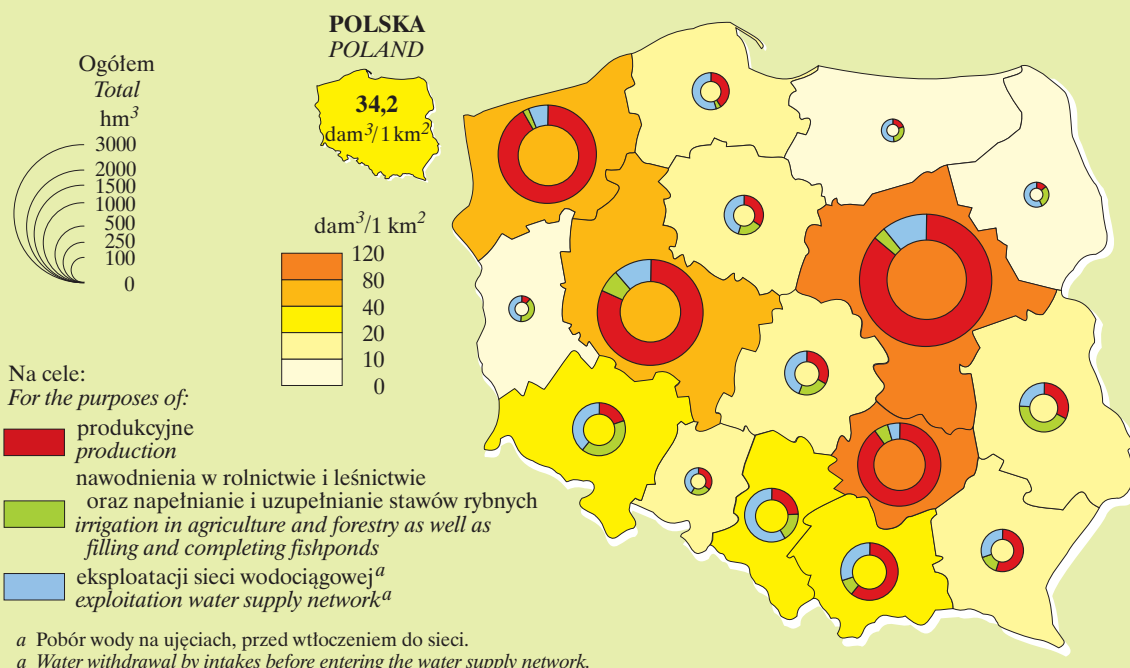 POLSKA
POLAND
34,2
dam³/1 km²
Ogółem
Total
hm³
3000
2000
1500
1000
500
250
100
0
dam³/1 km²
120
80
40
20
10
0
Na cele:
For the purposes of:
produkcyjne
production
nawodnienia w rolnictwie i leśnictwie
oraz napełnianie i uzupełnianie stawów rybnych
irrigation in agriculture and forestry as well as
filling and completing fishponds
eksploatacji sieci wodociągowejᵃ
exploitation water supply networkᵃ
a Pobór wody na ujęciach, przed wtłoczeniem do sieci.
a Water withdrawal by intakes before entering the water supply network.